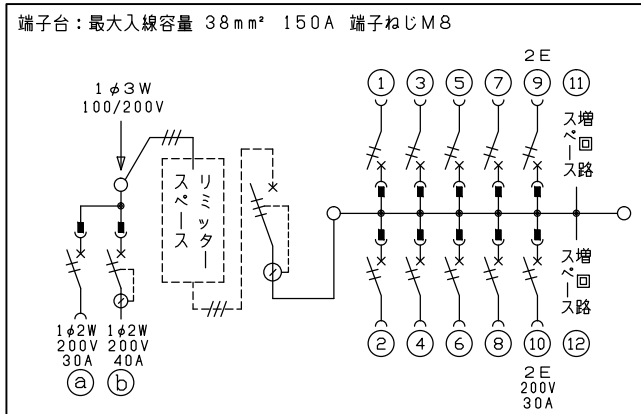 端子台：最大入線容量 38mm² 150A 端子ねじM8
1φ3W
100/200V
リミッター
スペース
1φ2W
200V
30A
a
1φ2W
200V
40A
b
2E
1
3
5
7
9
11
増回路
スペース
増回路
スペース
2
4
6
8
10
12
2E
200V
30A